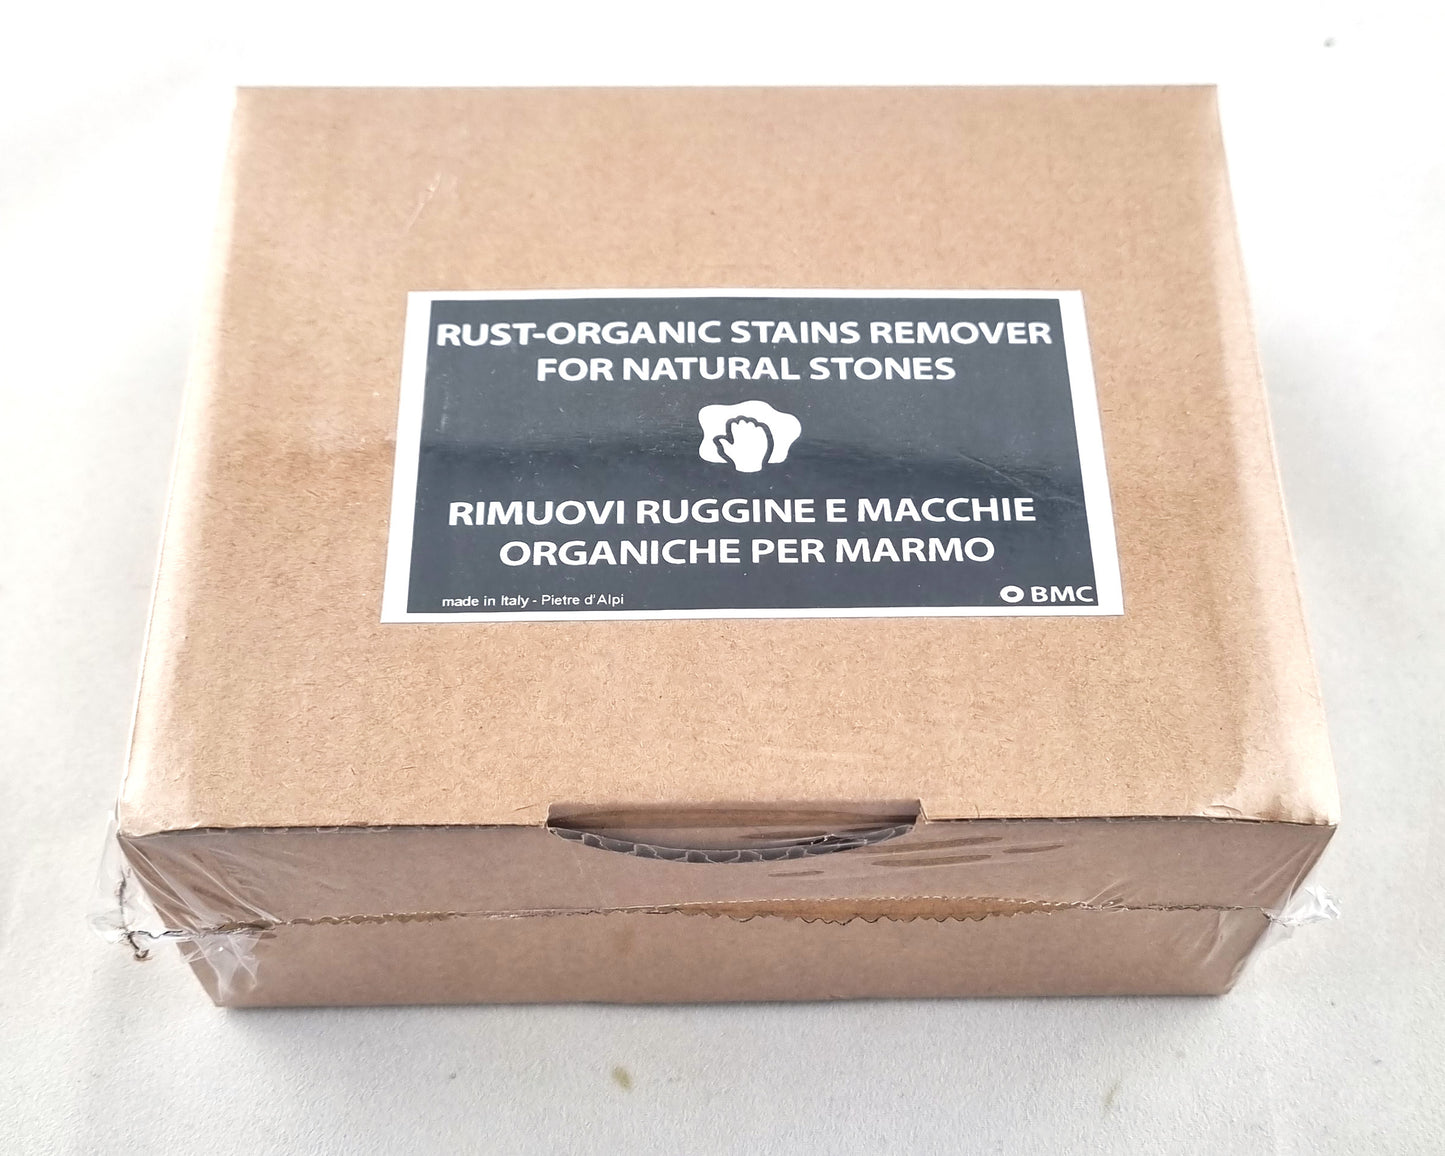 RUST-ORGANIC STAINS REMOVER
FOR NATURAL STONES
RIMUOVI RUGGINE E MACCHIE
ORGANICHE PER MARMO
made in Italy - Pietre d'Alpi
BMC